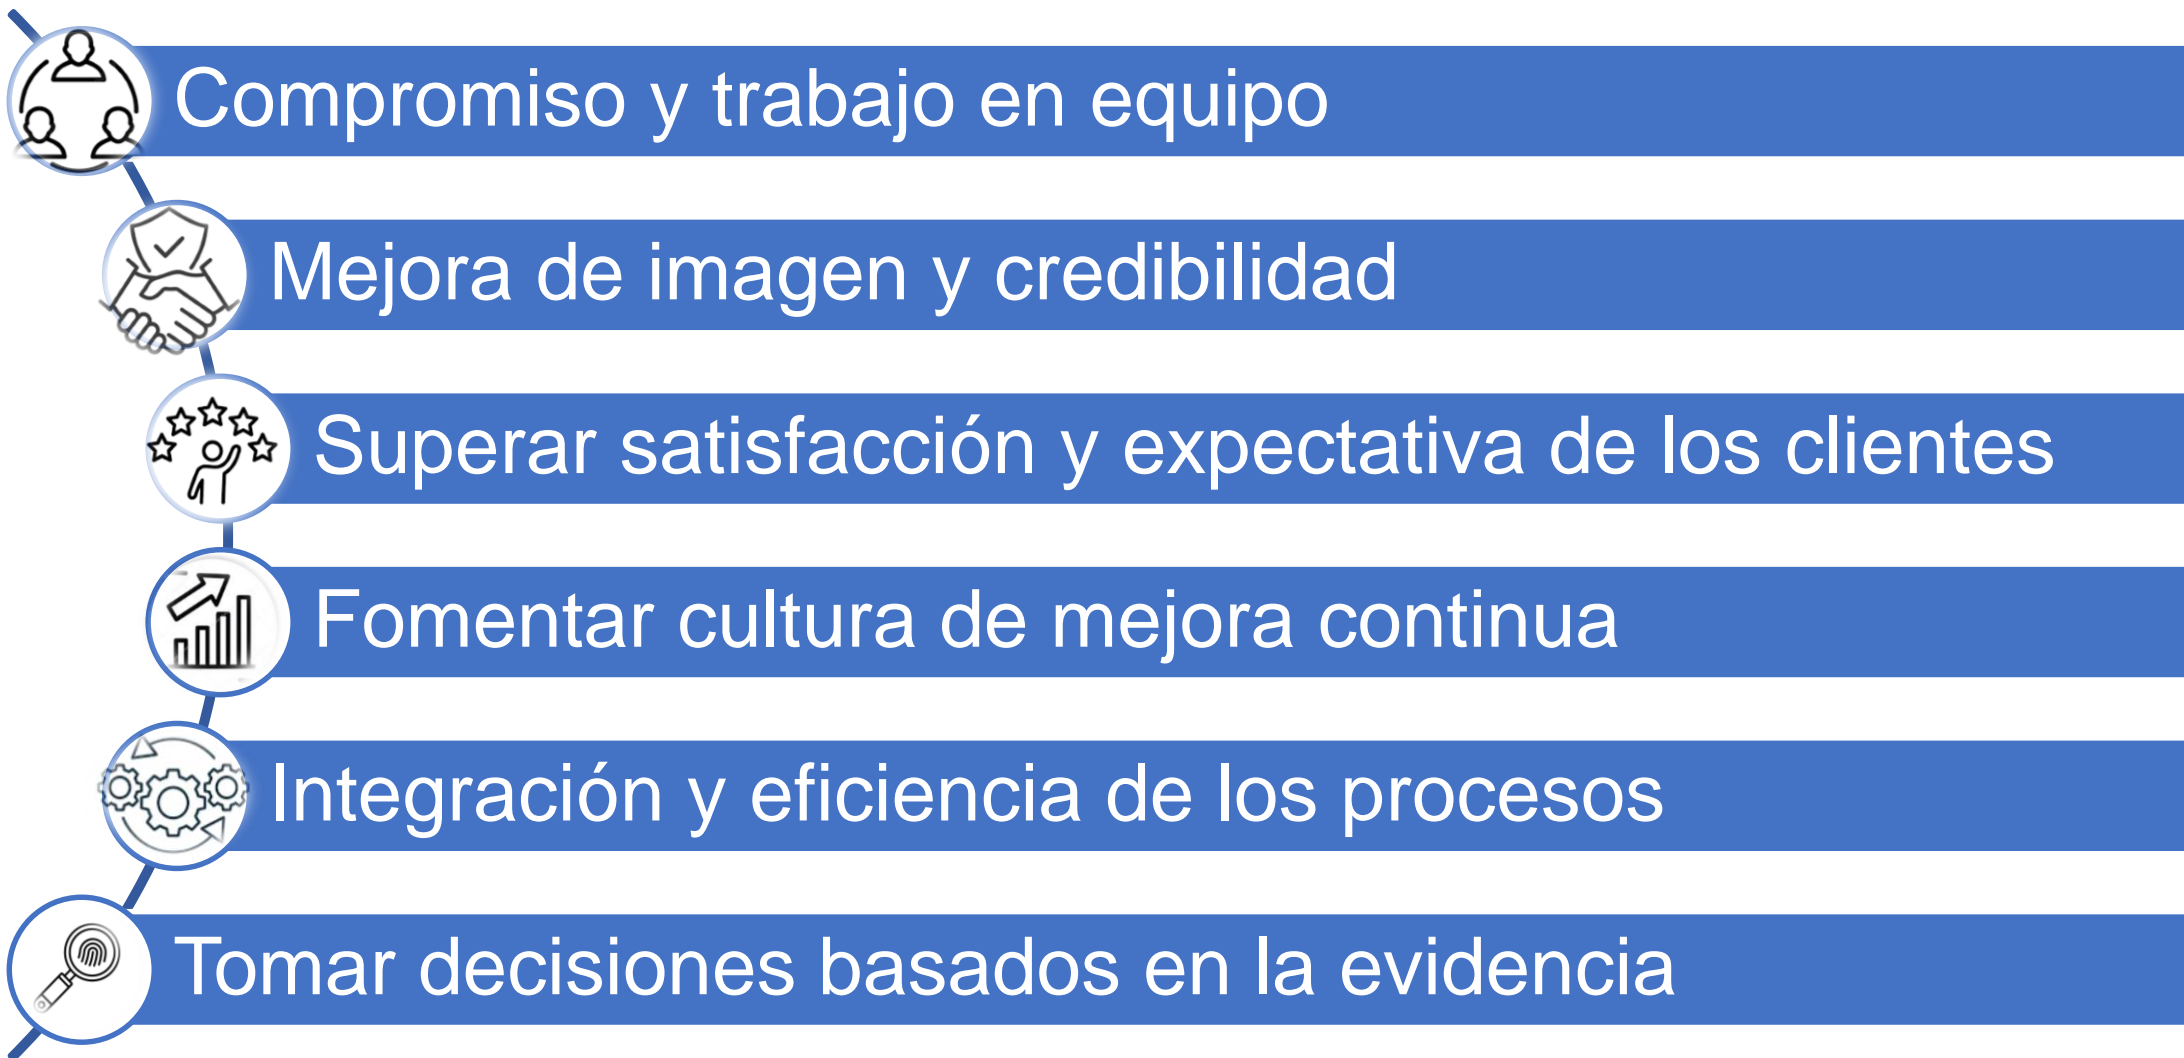 Compromiso y trabajo en equipo
Mejora de imagen y credibilidad
Superar satisfacción y expectativa de los clientes
Fomentar cultura de mejora continua
Integración y eficiencia de los procesos
Tomar decisiones basados en la evidencia